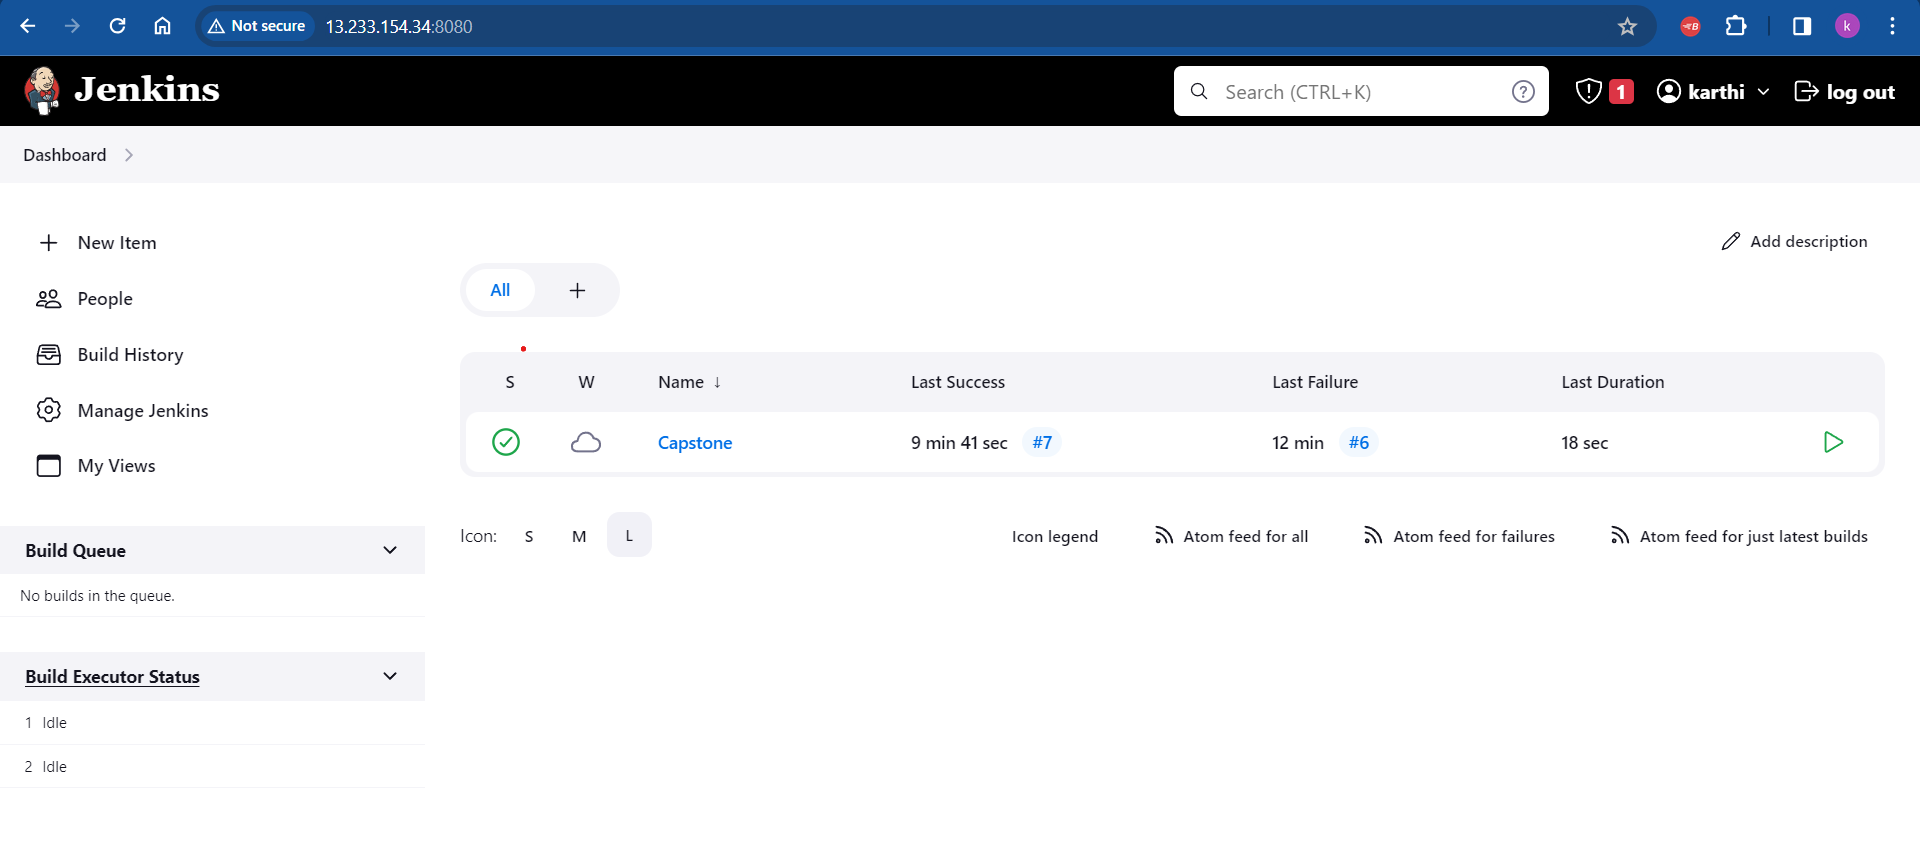 Not secure 13.233.154.34:8080 B k
Jenkins Search (CTRL+K) ? 1 karthi log out
Dashboard
New Item Add description
People All +
Build History
S W Name ↓ Last Success Last Failure Last Duration
Manage Jenkins
Capstone 9 min 41 sec #7 12 min #6 18 sec
My Views
Icon: S M L Icon legend Atom feed for all Atom feed for failures Atom feed for just latest builds
Build Queue
No builds in the queue.
Build Executor Status
1 Idle
2 Idle